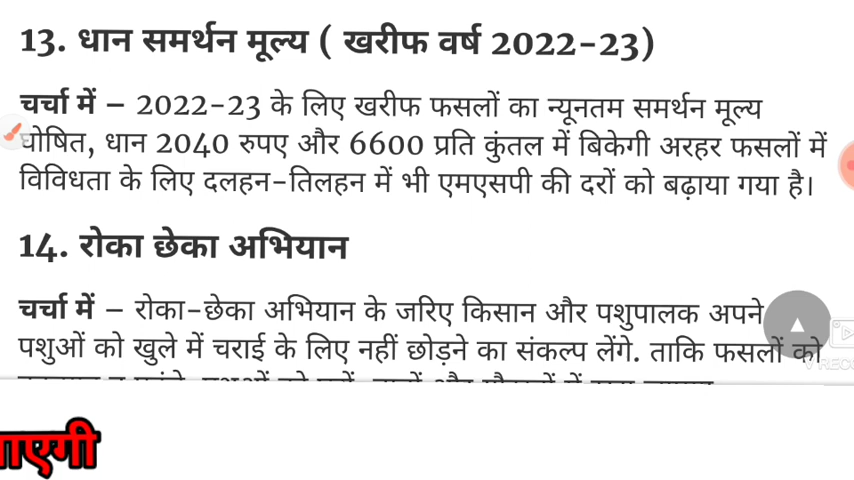 13. धान समर्थन मूल्य ( खरीफ वर्ष 2022-23)
चर्चा में – 2022-23 के लिए खरीफ फसलों का न्यूनतम समर्थन मूल्य
घोषित, धान 2040 रुपए और 6600 प्रति कुंतल में बिकेगी अरहर फसलों में
विविधता के लिए दलहन-तिलहन में भी एमएसपी की दरों को बढ़ाया गया है।
14. रोका छेका अभियान
चर्चा में – रोका-छेका अभियान के जरिए किसान और पशुपालक अपने
पशुओं को खुले में चराई के लिए नहीं छोड़ने का संकल्प लेंगे. ताकि फसलों को